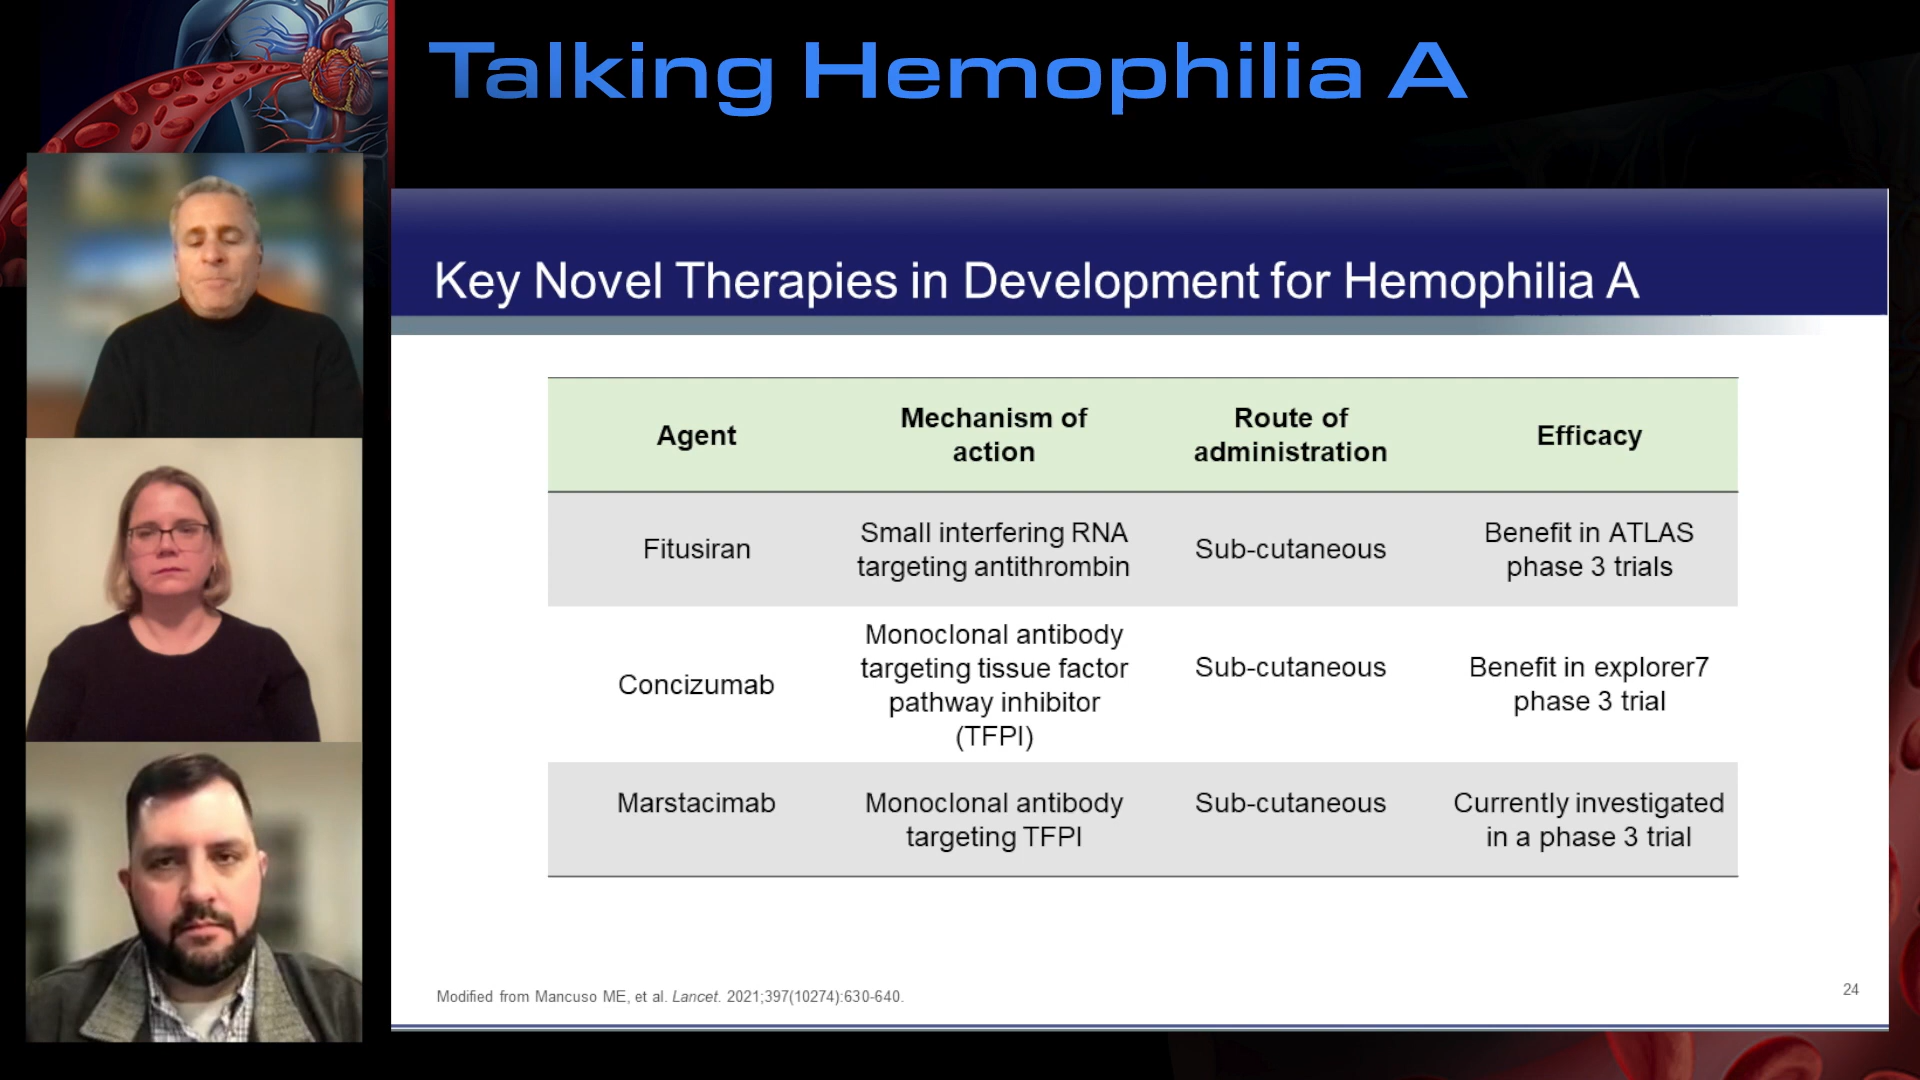 Talking Hemophilia A
Key Novel Therapies in Development for Hemophilia A
Agent
Mechanism of
action
Route of
administration
Efficacy
Fitusiran
Small interfering RNA
targeting antithrombin
Sub-cutaneous
Benefit in ATLAS
phase 3 trials
Concizumab
Monoclonal antibody
targeting tissue factor
pathway inhibitor
(TFPI)
Sub-cutaneous
Benefit in explorer7
phase 3 trial
Marstacimab
Monoclonal antibody
targeting TFPI
Sub-cutaneous
Currently investigated
in a phase 3 trial
Modified from Mancuso ME, et al. Lancet. 2021;397(10274):630-640.
24